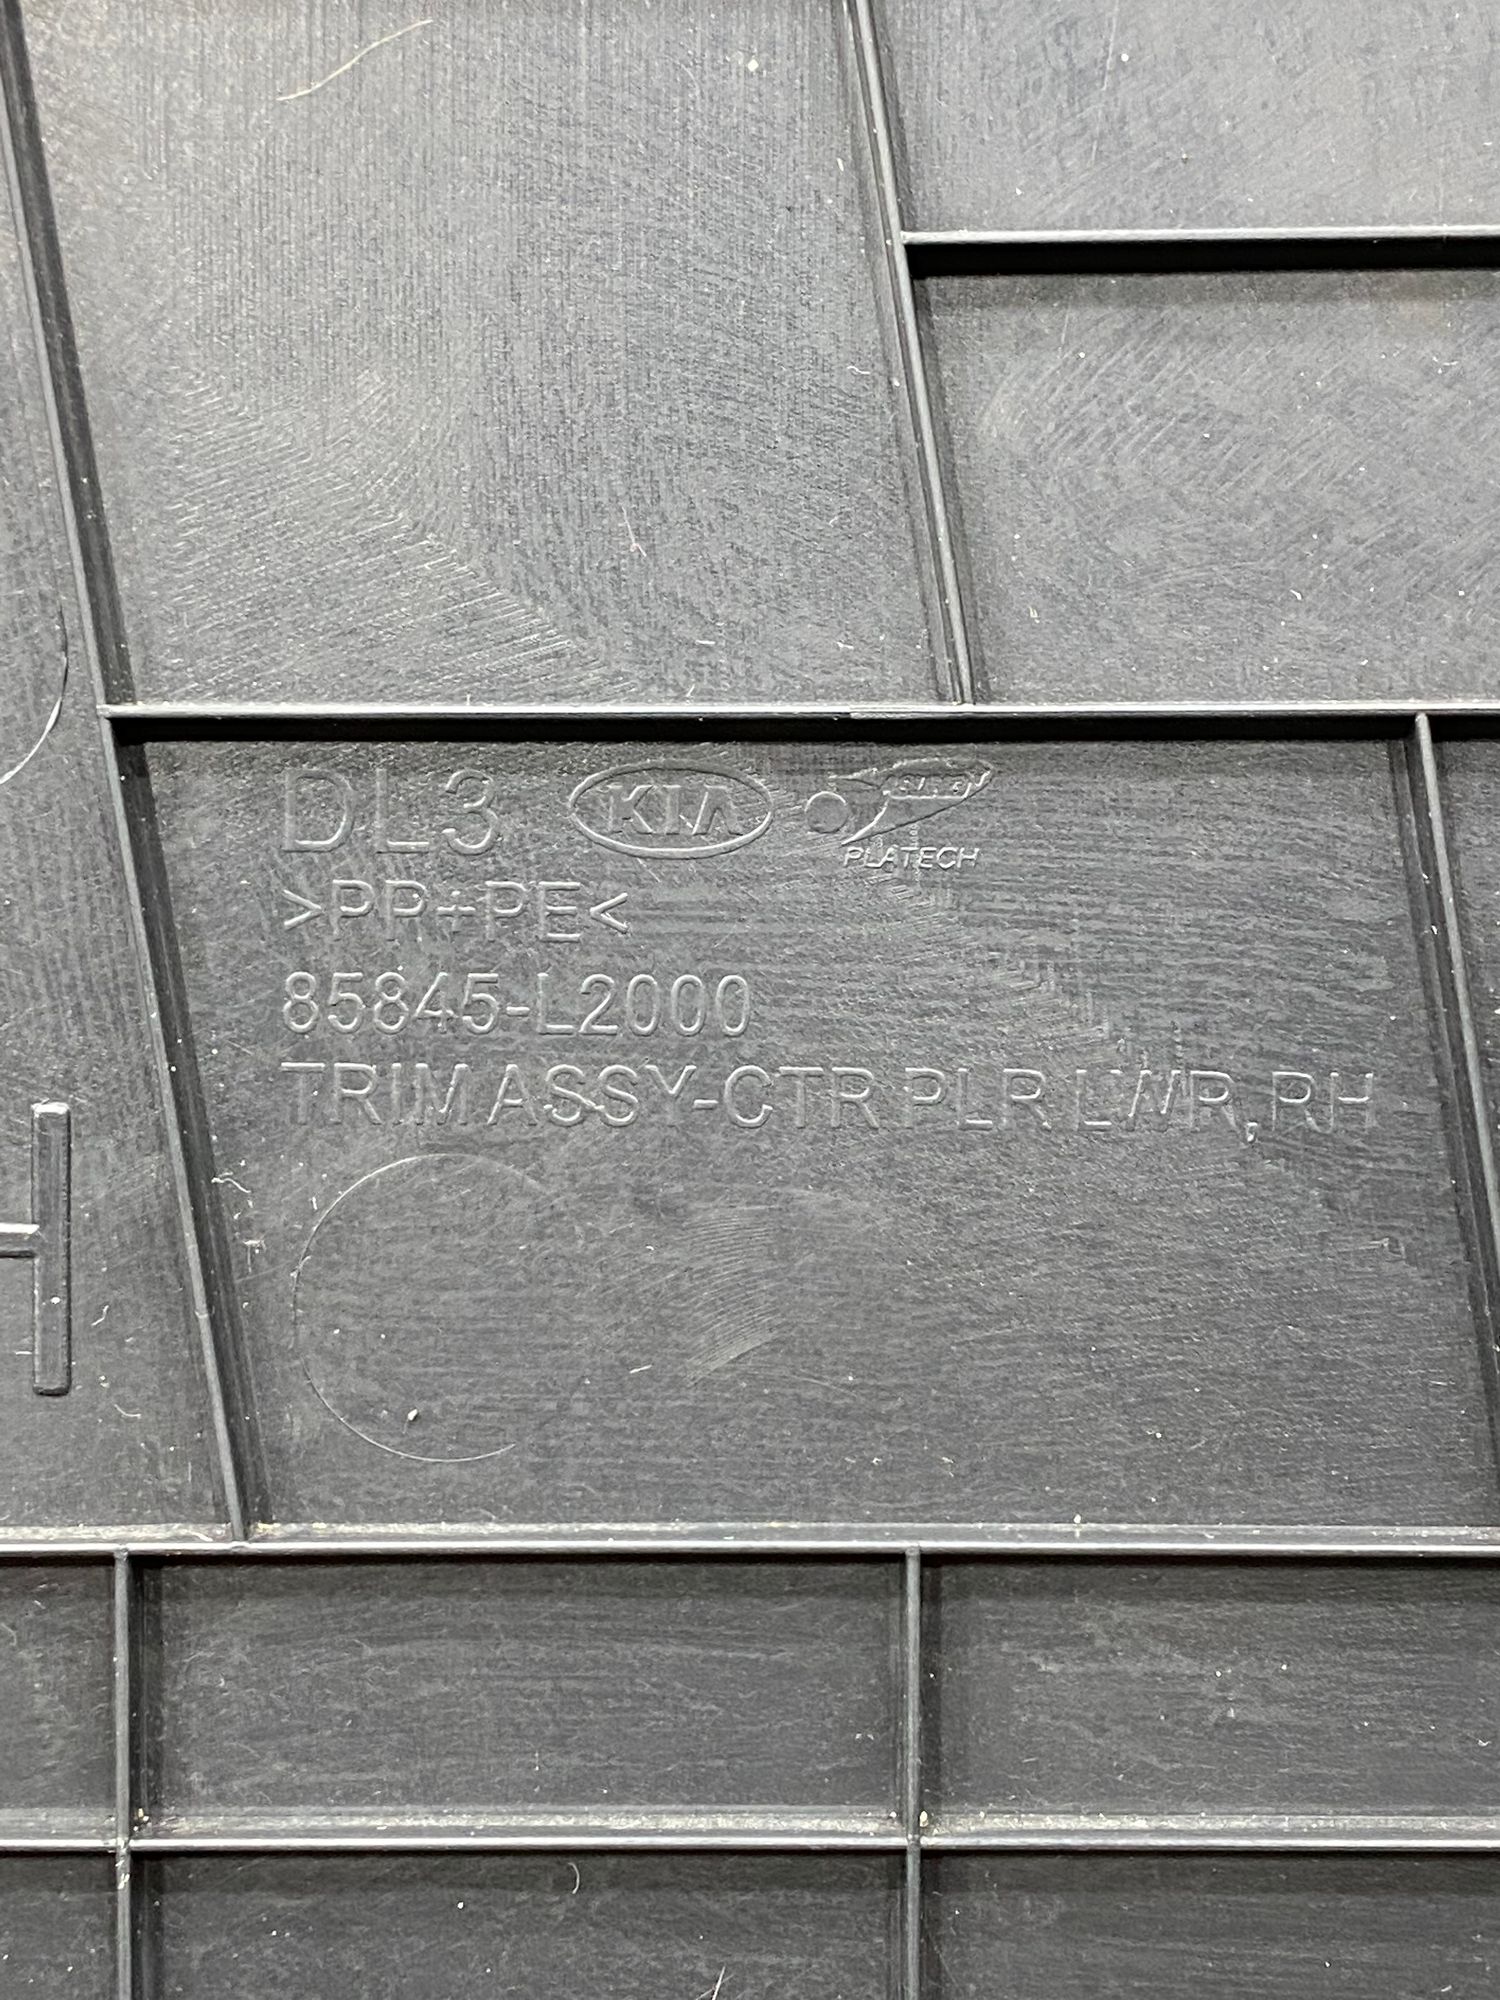 DL3 KIA
PLATECH
>PP+PE<
85845-L2000
TRIM ASSY-CTR PLR LWR, RH
H